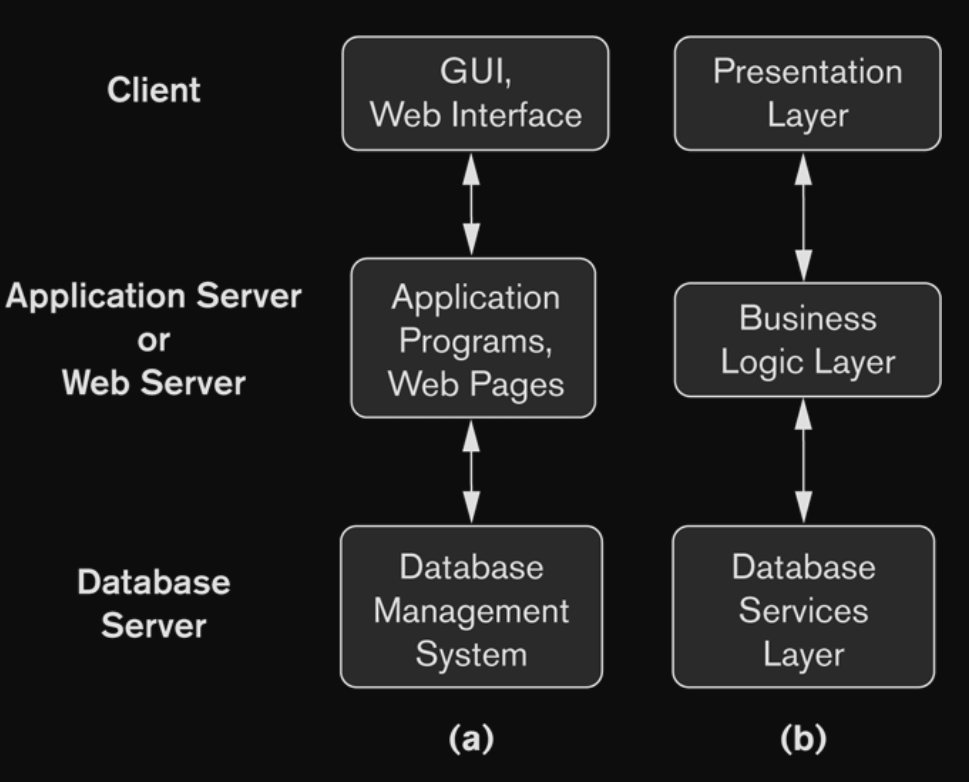 Client
GUI,
Web Interface
Presentation
Layer
Application Server
or
Web Server
Application
Programs,
Web Pages
Business
Logic Layer
Database
Server
Database
Management
System
Database
Services
Layer
(a)
(b)